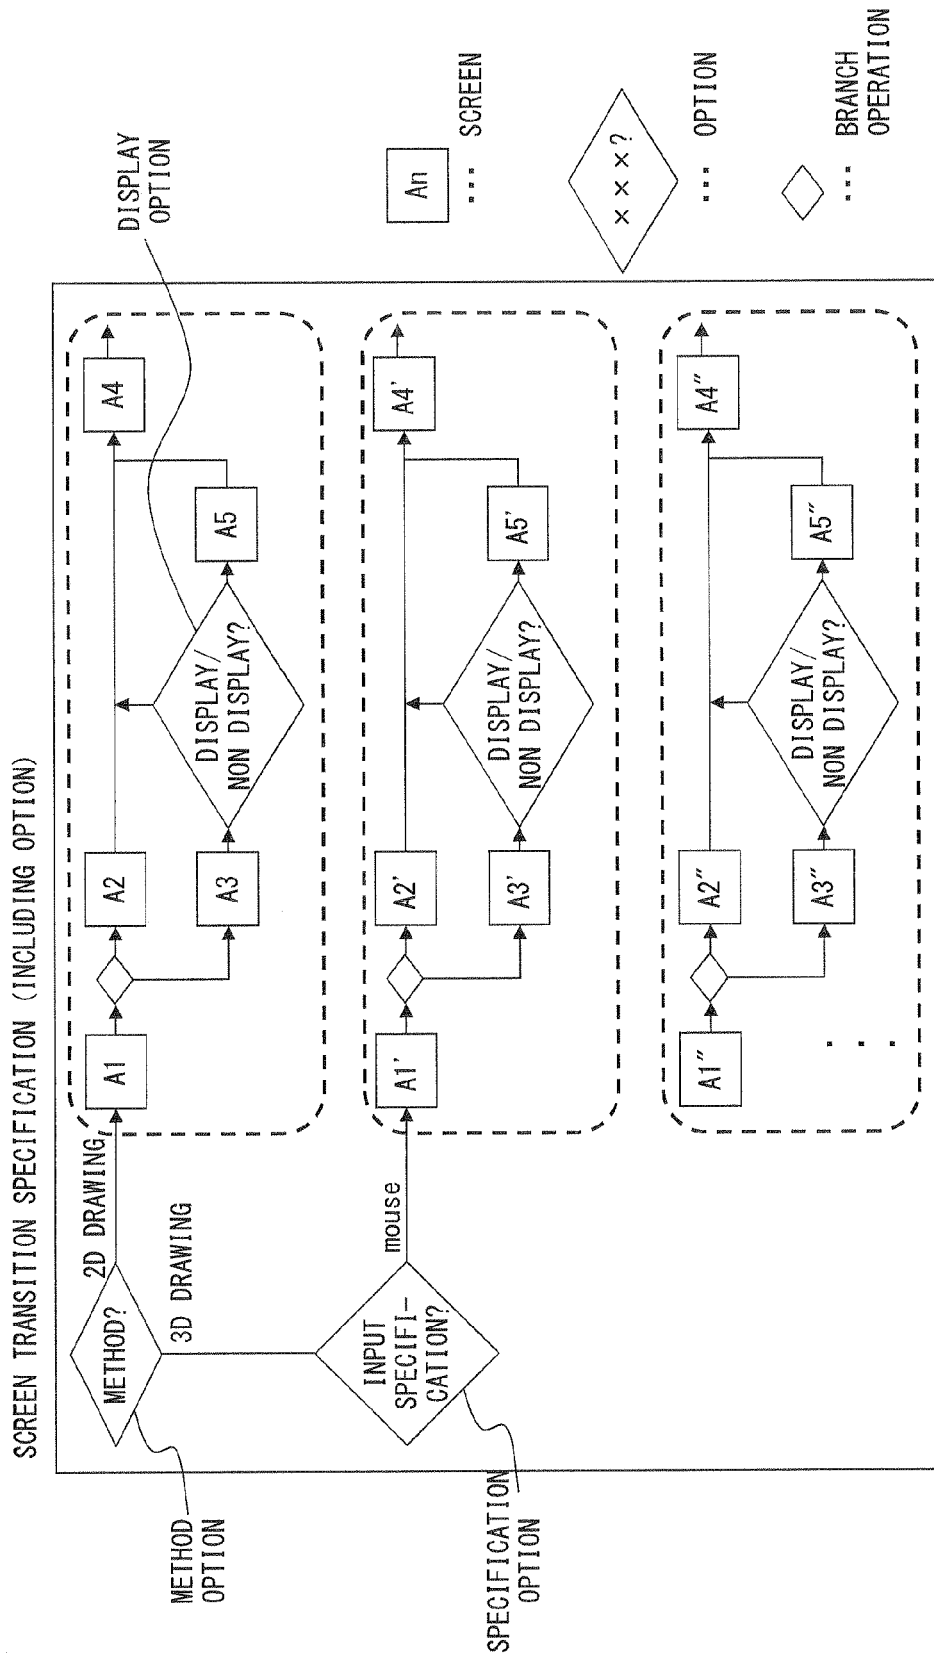 SCREEN TRANSITION SPECIFICATION (INCLUDING OPTION)
METHOD
OPTION
METHOD?
2D DRAWING
3D DRAWING
A1
A2
A3
DISPLAY/
NON DISPLAY?
A5
A4
DISPLAY
OPTION
SPECIFICATION
OPTION
INPUT
SPECIFI-
CATION?
mouse
A1'
A2'
A3'
DISPLAY/
NON DISPLAY?
A5'
A4'
A1"
A2"
A3"
DISPLAY/
NON DISPLAY?
A5"
A4"
An
... SCREEN
×××?
... OPTION
... BRANCH
OPERATION